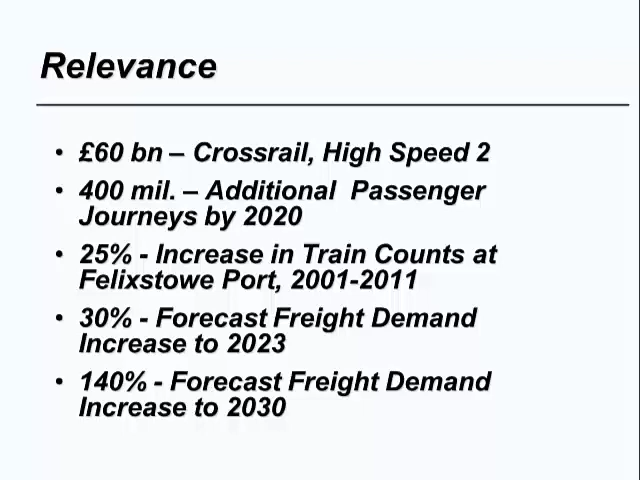 Relevance
• £60 bn – Crossrail, High Speed 2
• 400 mil. – Additional Passenger
Journeys by 2020
• 25% - Increase in Train Counts at
Felixstowe Port, 2001-2011
• 30% - Forecast Freight Demand
Increase to 2023
• 140% - Forecast Freight Demand
Increase to 2030